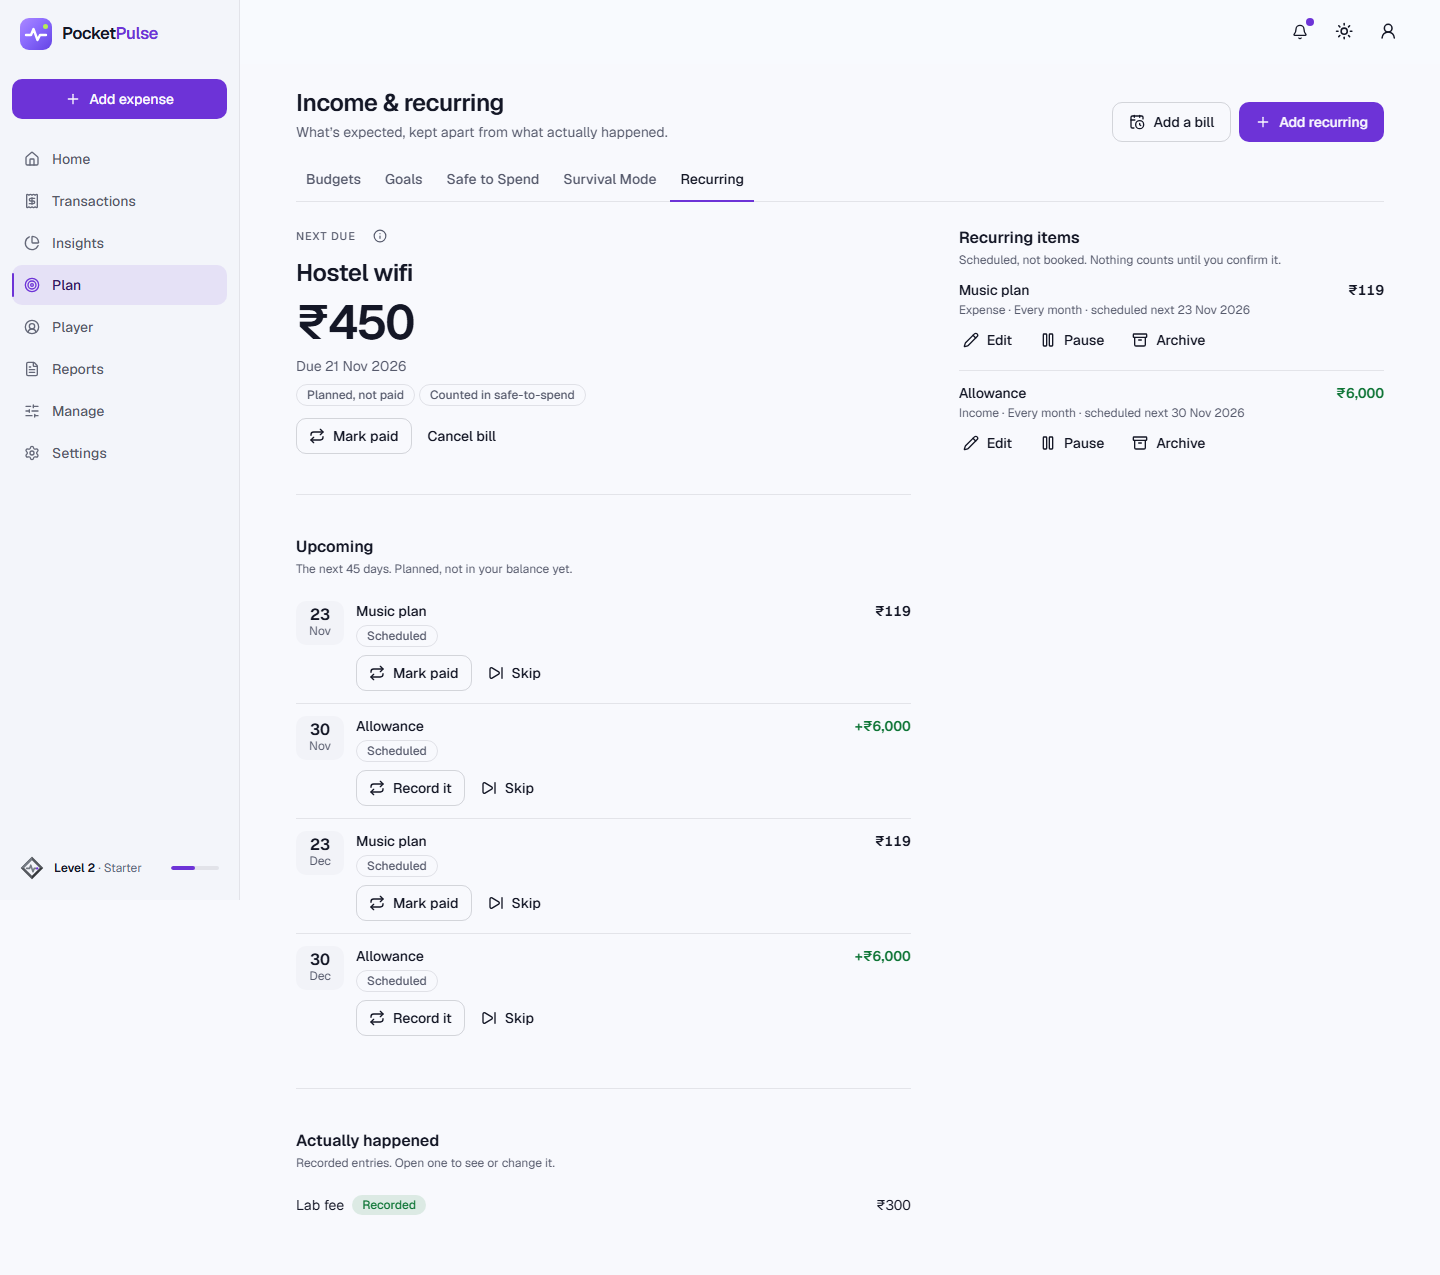 PocketPulse
Add expense
Home
Transactions
Insights
Plan
Player
Reports
Manage
Settings
Level 2 · Starter
Income & recurring
What's expected, kept apart from what actually happened.
Add a bill
Add recurring
Budgets
Goals
Safe to Spend
Survival Mode
Recurring
NEXT DUE
Hostel wifi
₹450
Due 21 Nov 2026
Planned, not paid
Counted in safe-to-spend
Mark paid
Cancel bill
Upcoming
The next 45 days. Planned, not in your balance yet.
23 Nov
Music plan
₹119
Scheduled
Mark paid
Skip
30 Nov
Allowance
+₹6,000
Scheduled
Record it
Skip
23 Dec
Music plan
₹119
Scheduled
Mark paid
Skip
30 Dec
Allowance
+₹6,000
Scheduled
Record it
Skip
Actually happened
Recorded entries. Open one to see or change it.
Lab fee
Recorded
₹300
Recurring items
Scheduled, not booked. Nothing counts until you confirm it.
Music plan
₹119
Expense · Every month · scheduled next 23 Nov 2026
Edit
Pause
Archive
Allowance
₹6,000
Income · Every month · scheduled next 30 Nov 2026
Edit
Pause
Archive